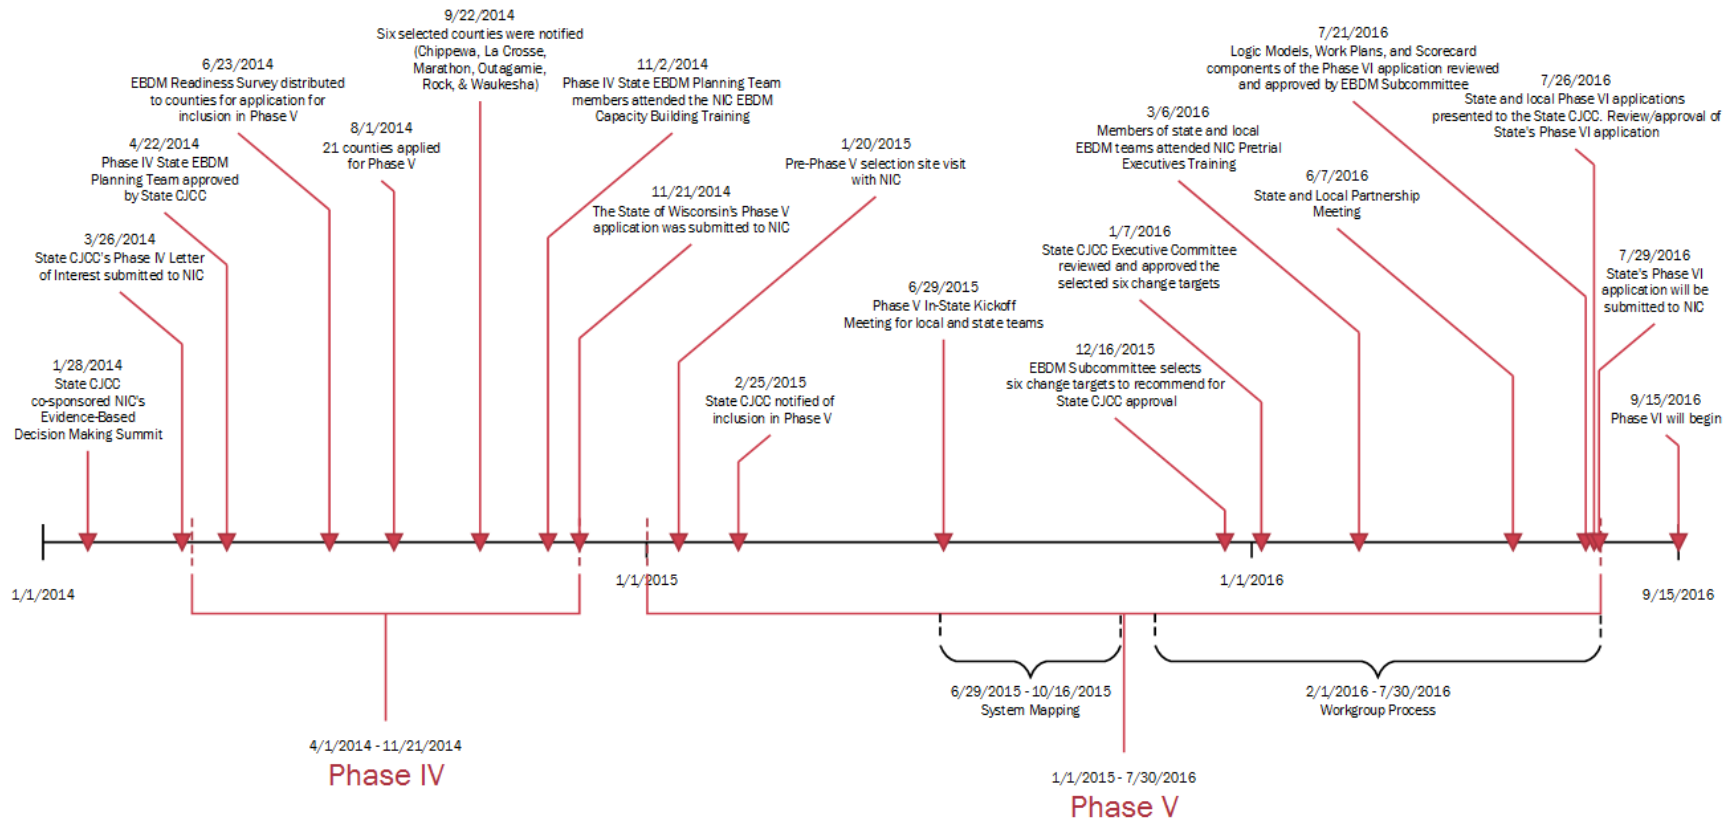 1/28/2014
State CJCC
co-sponsored NIC's
Evidence-Based
Decision Making Summit
3/26/2014
State CJCC's Phase IV Letter
of Interest submitted to NIC
4/22/2014
Phase IV State EBDM
Planning Team approved
by State CJCC
6/23/2014
EBDM Readiness Survey distributed
to counties for application for
inclusion in Phase V
8/1/2014
21 counties applied
for Phase V
9/22/2014
Six selected counties were notified
(Chippewa, La Crosse,
Marathon, Outagamie,
Rock, & Waukesha)
11/2/2014
Phase IV State EBDM Planning Team
members attended the NIC EBDM
Capacity Building Training
11/21/2014
The State of Wisconsin's Phase V
application was submitted to NIC
1/20/2015
Pre-Phase V selection site visit
with NIC
2/25/2015
State CJCC notified of
inclusion in Phase V
6/29/2015
Phase V In-State Kickoff
Meeting for local and state teams
12/16/2015
EBDM Subcommittee selects
six change targets to recommend for
State CJCC approval
1/7/2016
State CJCC Executive Committee
reviewed and approved the
selected six change targets
3/6/2016
Members of state and local
EBDM teams attended NIC Pretrial
Executives Training
6/7/2016
State and Local Partnership
Meeting
7/21/2016
Logic Models, Work Plans, and Scorecard
components of the Phase VI application reviewed
and approved by EBDM Subcommittee
7/26/2016
State and local Phase VI applications
presented to the State CJCC. Review/approval of
State's Phase VI application
7/29/2016
State's Phase VI
application will be
submitted to NIC
9/15/2016
Phase VI will begin
1/1/2014
1/1/2015
1/1/2016
9/15/2016
4/1/2014 - 11/21/2014
Phase IV
6/29/2015 - 10/16/2015
System Mapping
2/1/2016 - 7/30/2016
Workgroup Process
1/1/2015 - 7/30/2016
Phase V